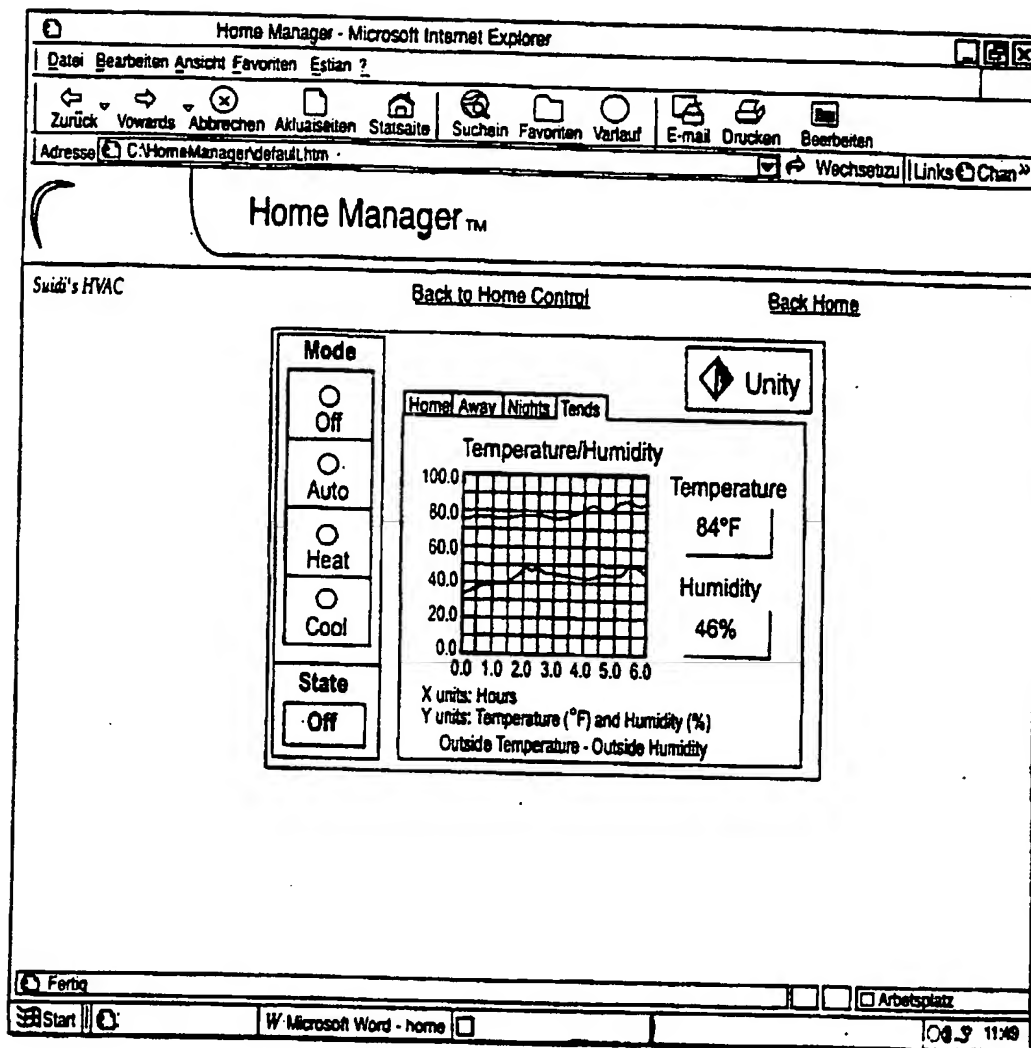 Home Manager - Microsoft Internet Explorer
Datei Bearbeiten Ansicht Favoriten Estian ?
Zurück Vowards Abbrechen Akluaiseiten Statsaite Suchain Favoriten Varlauf E-mail Drucken Beerbeiten
Adresse C:\HomeManager\default.htm Wechsetizu Links Chan »
Home Manager TM
Suidi's HVAC
Back to Home Control
Back Home
Mode
Off
Auto
Heat
Cool
State
Off
Unity
Home Away Nights Tends
Temperature/Humidity
100.0
80.0
60.0
40.0
20.0
0.0
0.0 1.0 2.0 3.0 4.0 5.0 6.0
X units: Hours
Y units: Temperature (°F) and Humidity (%)
Outside Temperature - Outside Humidity
Temperature
84°F
Humidity
46%
Fertig
Arbetsplatz
Start W Microsoft Word - home 11:49